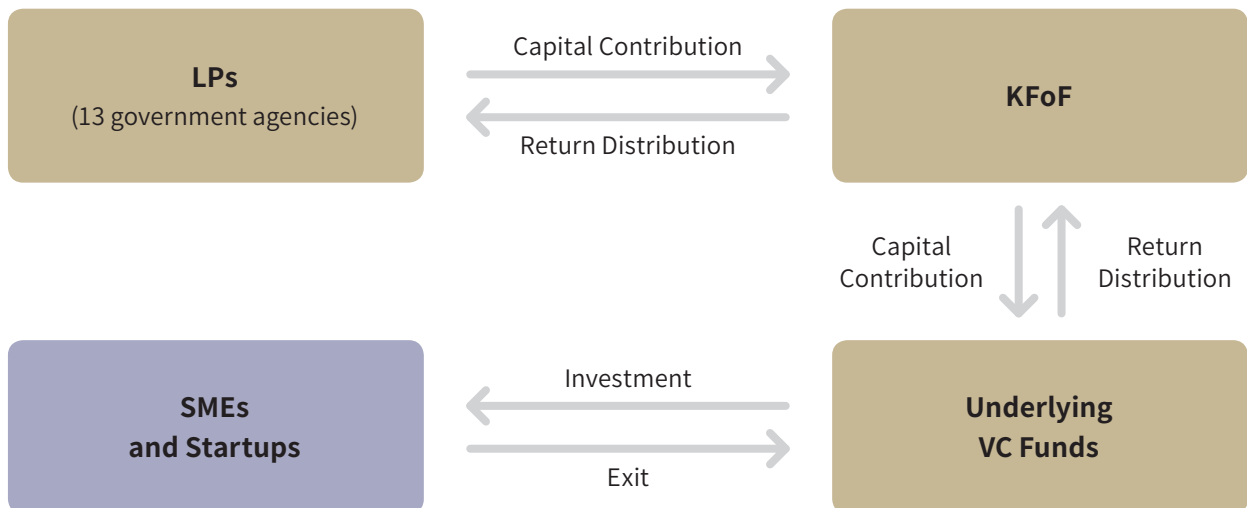 LPs
(13 government agencies)
Capital Contribution
Return Distribution
KFoF
Capital
Contribution
Return
Distribution
SMEs
and Startups
Investment
Exit
Underlying
VC Funds